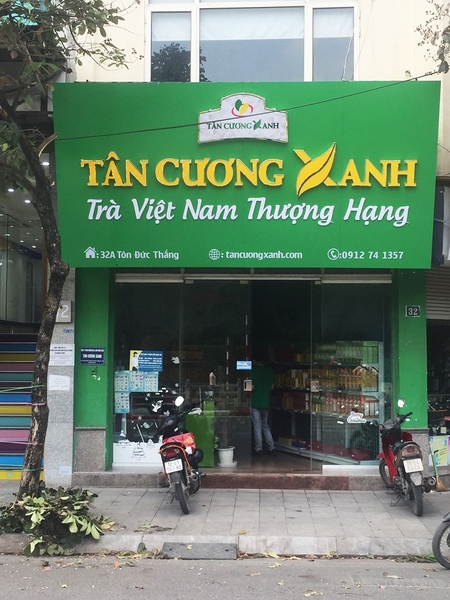 TÂN CƯƠNG XANH
TÂN CƯƠNG XANH
Trà Việt Nam Thượng Hạng
:32A Tôn Đức Thắng
: tancuongxanh.com
:0912 74 1357
32
2